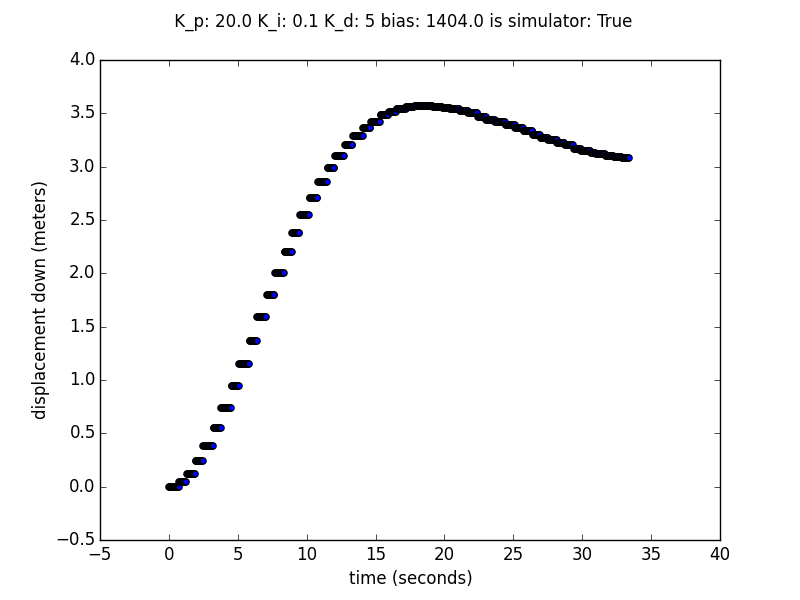 K_p: 20.0 K_i: 0.1 K_d: 5 bias: 1404.0 is simulator: True
4.0
3.5
3.0
2.5
2.0
1.5
1.0
0.5
0.0
−0.5
displacement down (meters)
−5 0 5 10 15 20 25 30 35 40
time (seconds)